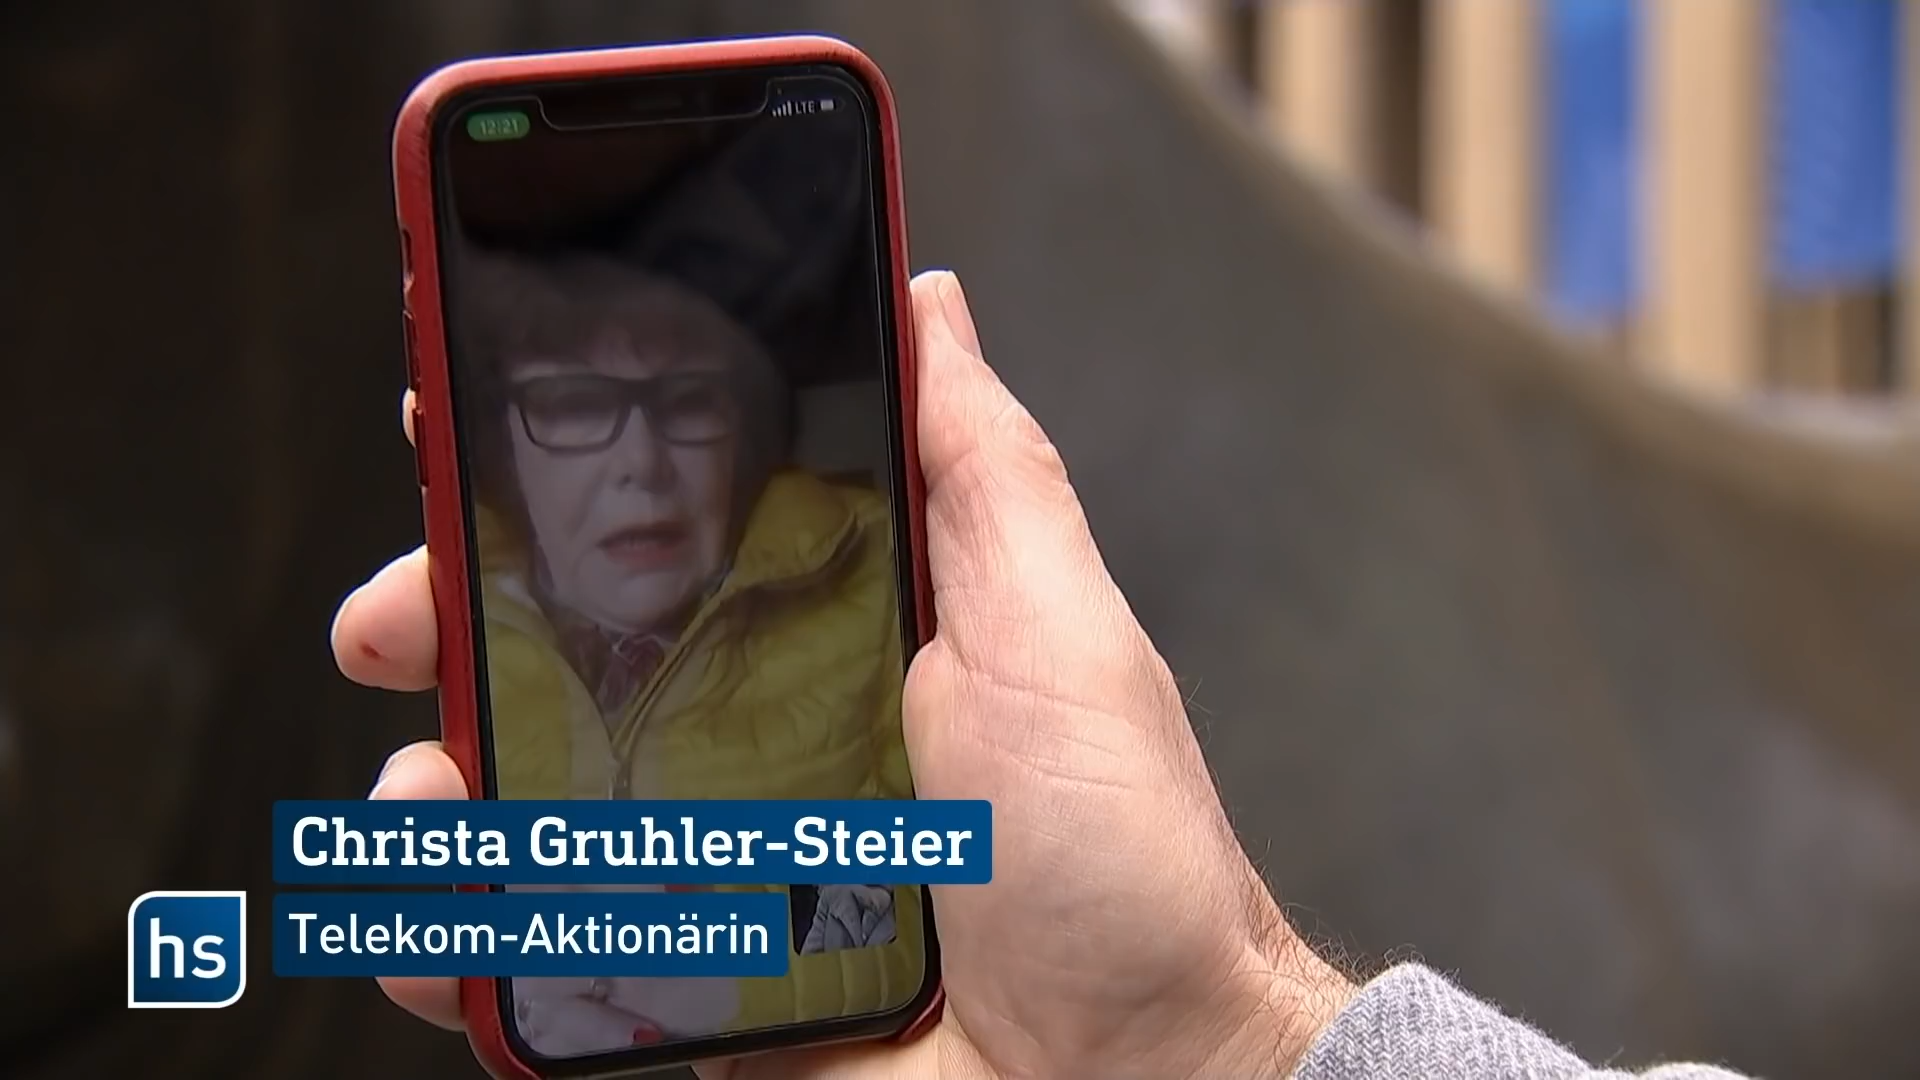 12:21
LTE
Christa Gruhler-Steier
Telekom-Aktionärin
hs